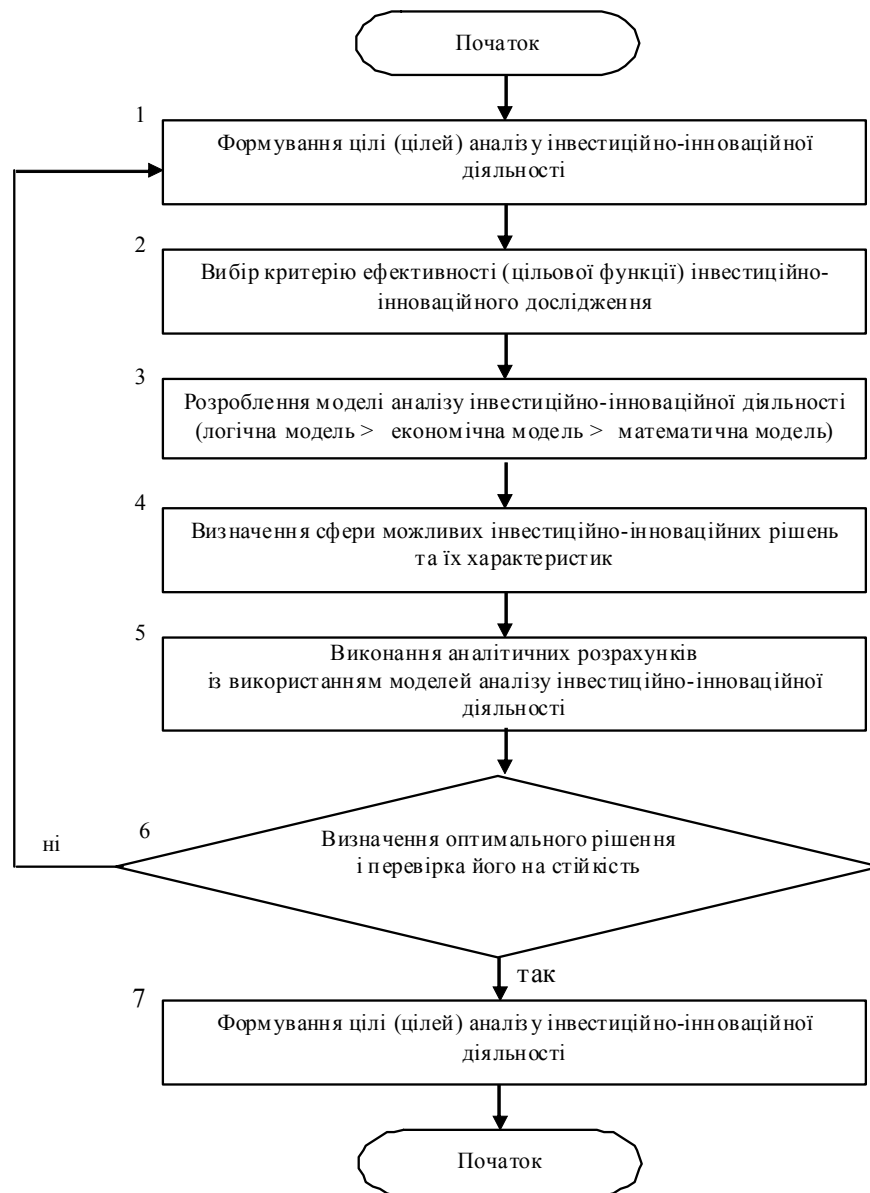 Початок
1
Формування цілі (цілей) аналізу інвестиційно-інноваційної
діяльності
2
Вибір критерію ефективності (цільової функції) інвестиційно-
інноваційного дослідження
3
Розроблення моделі аналізу інвестиційно-інноваційної діяльності
(логічна модель > економічна модель > математична модель)
4
Визначення сфери можливих інвестиційно-інноваційних рішень
та їх характеристик
5
Виконання аналітичних розрахунків
із використанням моделей аналізу інвестиційно-інноваційної
діяльності
6
ні
Визначення оптимального рішення
і перевірка його на стійкість
так
7
Формування цілі (цілей) аналізу інвестиційно-інноваційної
діяльності
Початок